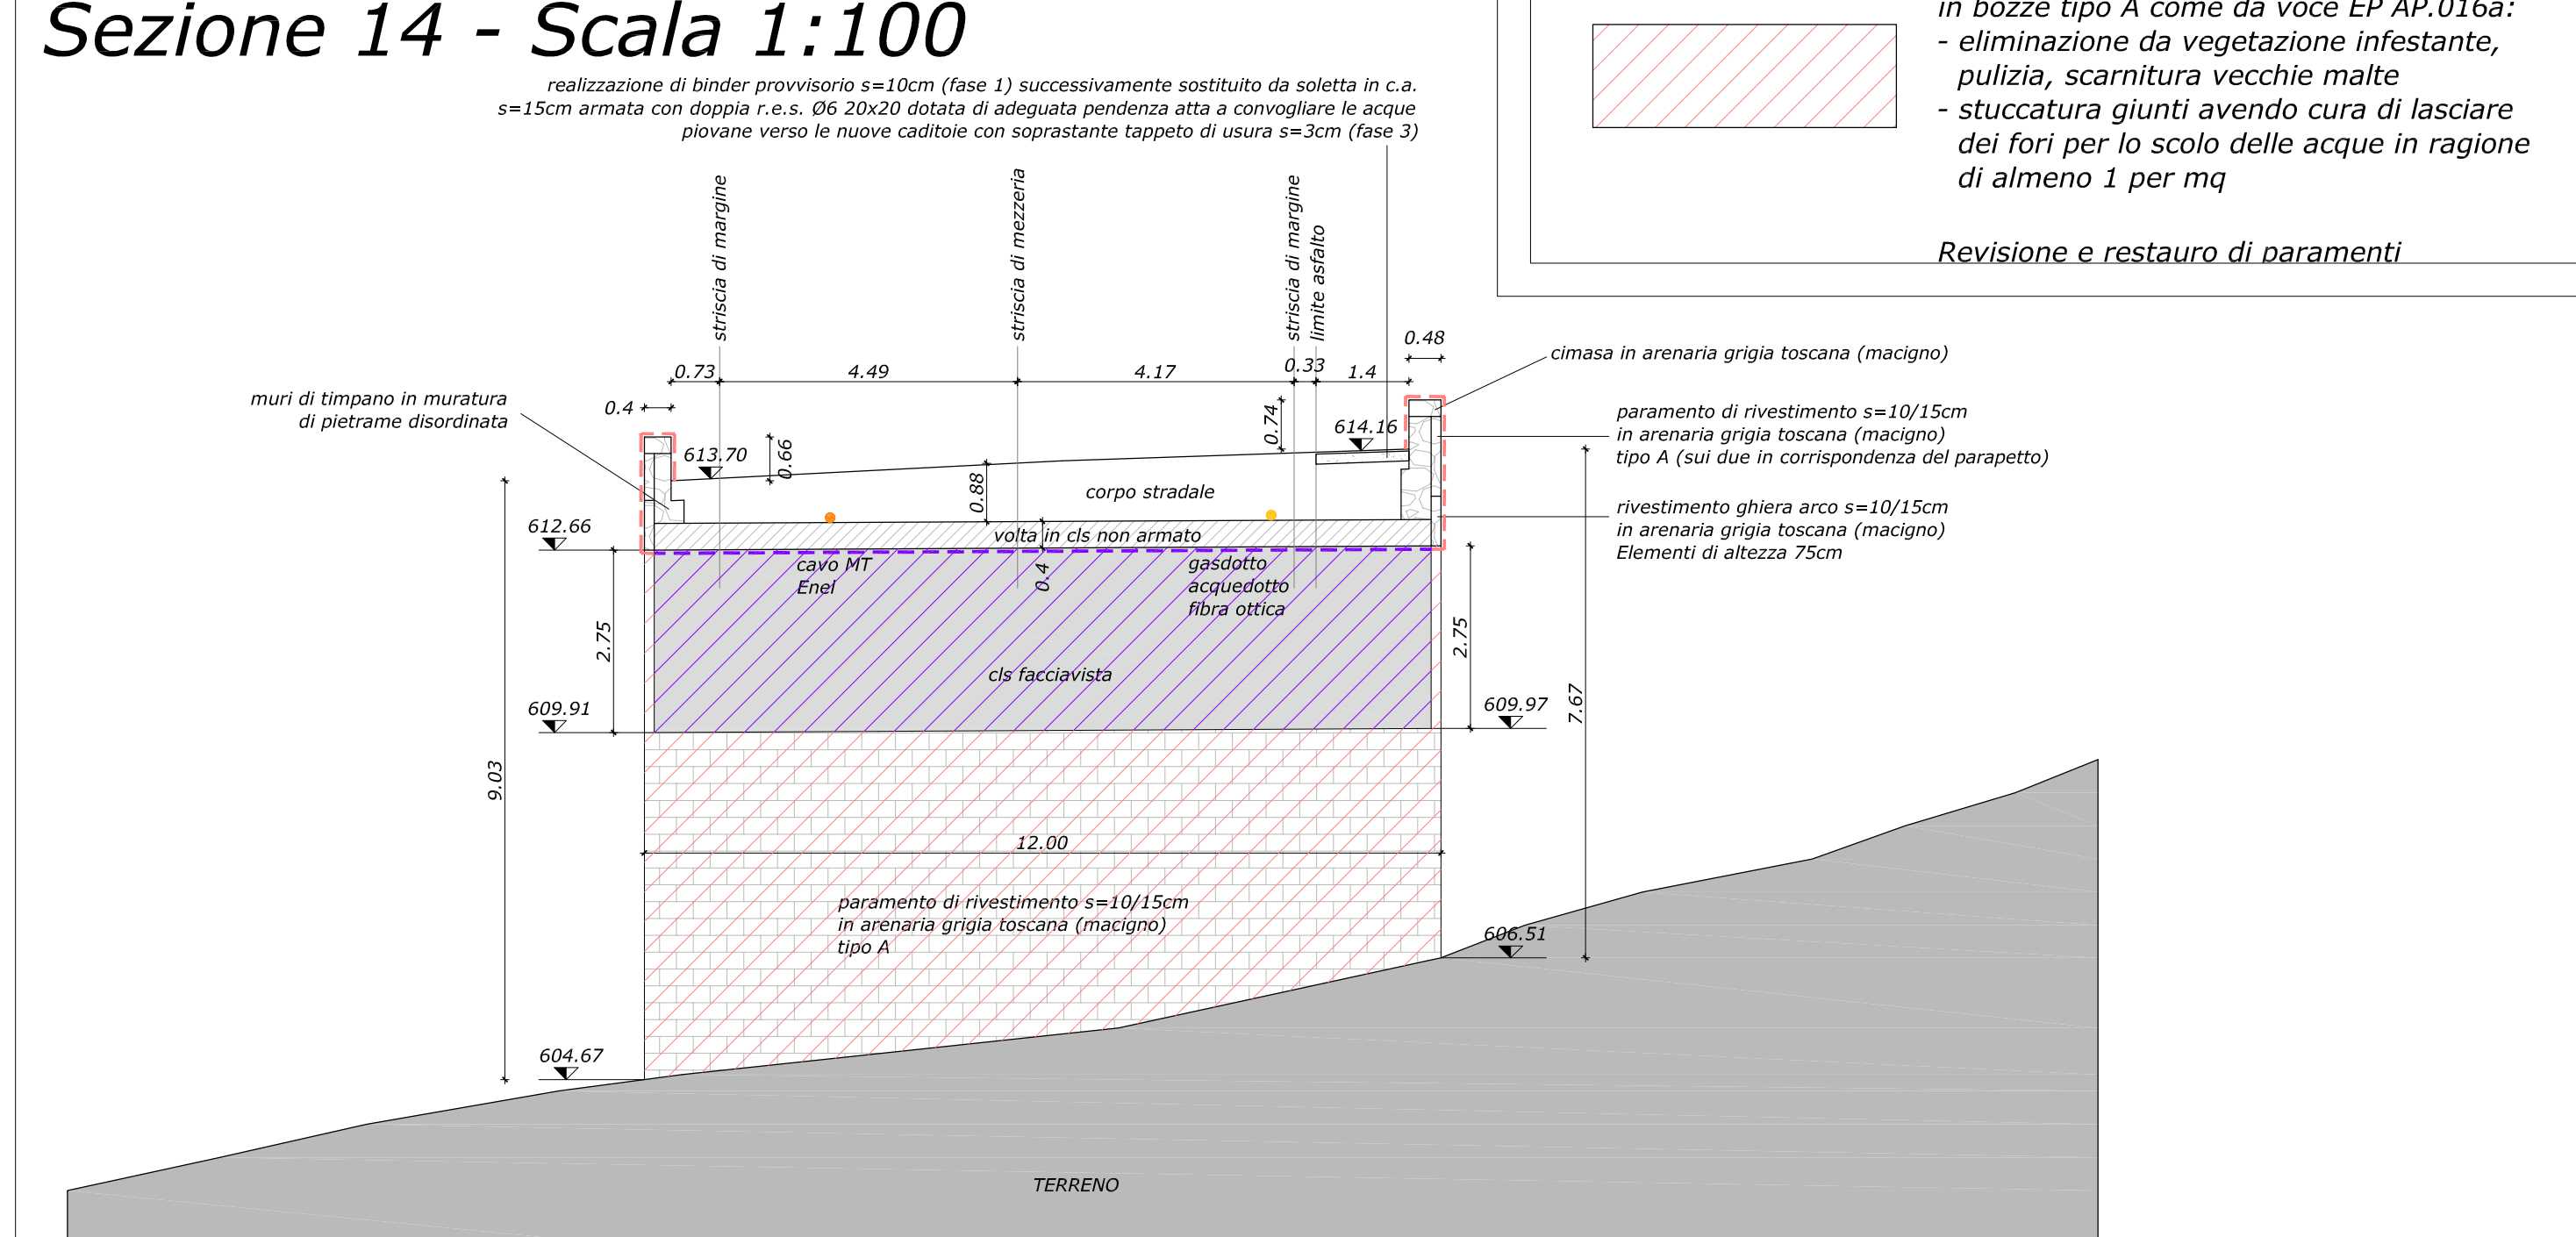 Sezione 14 - Scala 1:100
realizzazione di binder provvisorio s=10cm (fase 1) successivamente sostituito da soletta in c.a.
s=15cm armata con doppia r.e.s. Ø6 20x20 dotata di adeguata pendenza atta a convogliare le acque
piovane verso le nuove caditoie con soprastante tappeto di usura s=3cm (fase 3)
in bozze tipo A come da voce EP AP.016a:
- eliminazione da vegetazione infestante,
pulizia, scarnitura vecchie malte
- stuccatura giunti avendo cura di lasciare
dei fori per lo scolo delle acque in ragione
di almeno 1 per mq
Revisione e restauro di paramenti
striscia di margine
striscia di mezzeria
striscia di margine
limite asfalto
0.48
cimasa in arenaria grigia toscana (macigno)
0.73
4.49
4.17
0.33
1.4
muri di timpano in muratura
di pietrame disordinata
0.4
0.74
614.16
paramento di rivestimento s=10/15cm
in arenaria grigia toscana (macigno)
tipo A (sui due in corrispondenza del parapetto)
613.70
0.66
0.88
corpo stradale
612.66
volta in cls non armato
rivestimento ghiera arco s=10/15cm
in arenaria grigia toscana (macigno)
Elementi di altezza 75cm
cavo MT
Enel
0.4
gasdotto
acquedotto
fibra ottica
2.75
2.75
cls facciavista
609.91
609.97
7.67
9.03
12.00
paramento di rivestimento s=10/15cm
in arenaria grigia toscana (macigno)
tipo A
606.51
604.67
TERRENO